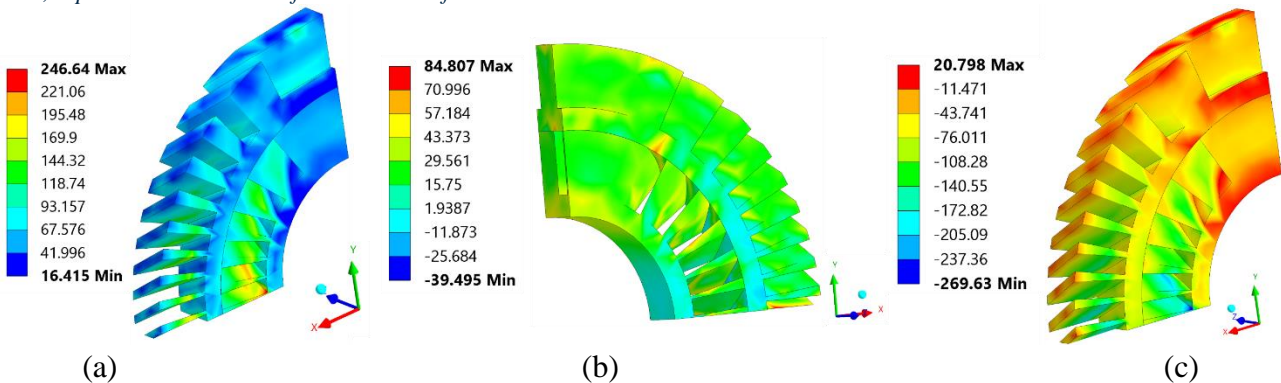 246.64 Max
221.06
195.48
169.9
144.32
118.74
93.157
67.576
41.996
16.415 Min
Y
X
(a)
84.807 Max
70.996
57.184
43.373
29.561
15.75
1.9387
-11.873
-25.684
-39.495 Min
Y
X
(b)
20.798 Max
-11.471
-43.741
-76.011
-108.28
-140.55
-172.82
-205.09
-237.36
-269.63 Min
Y
Z
X
(c)